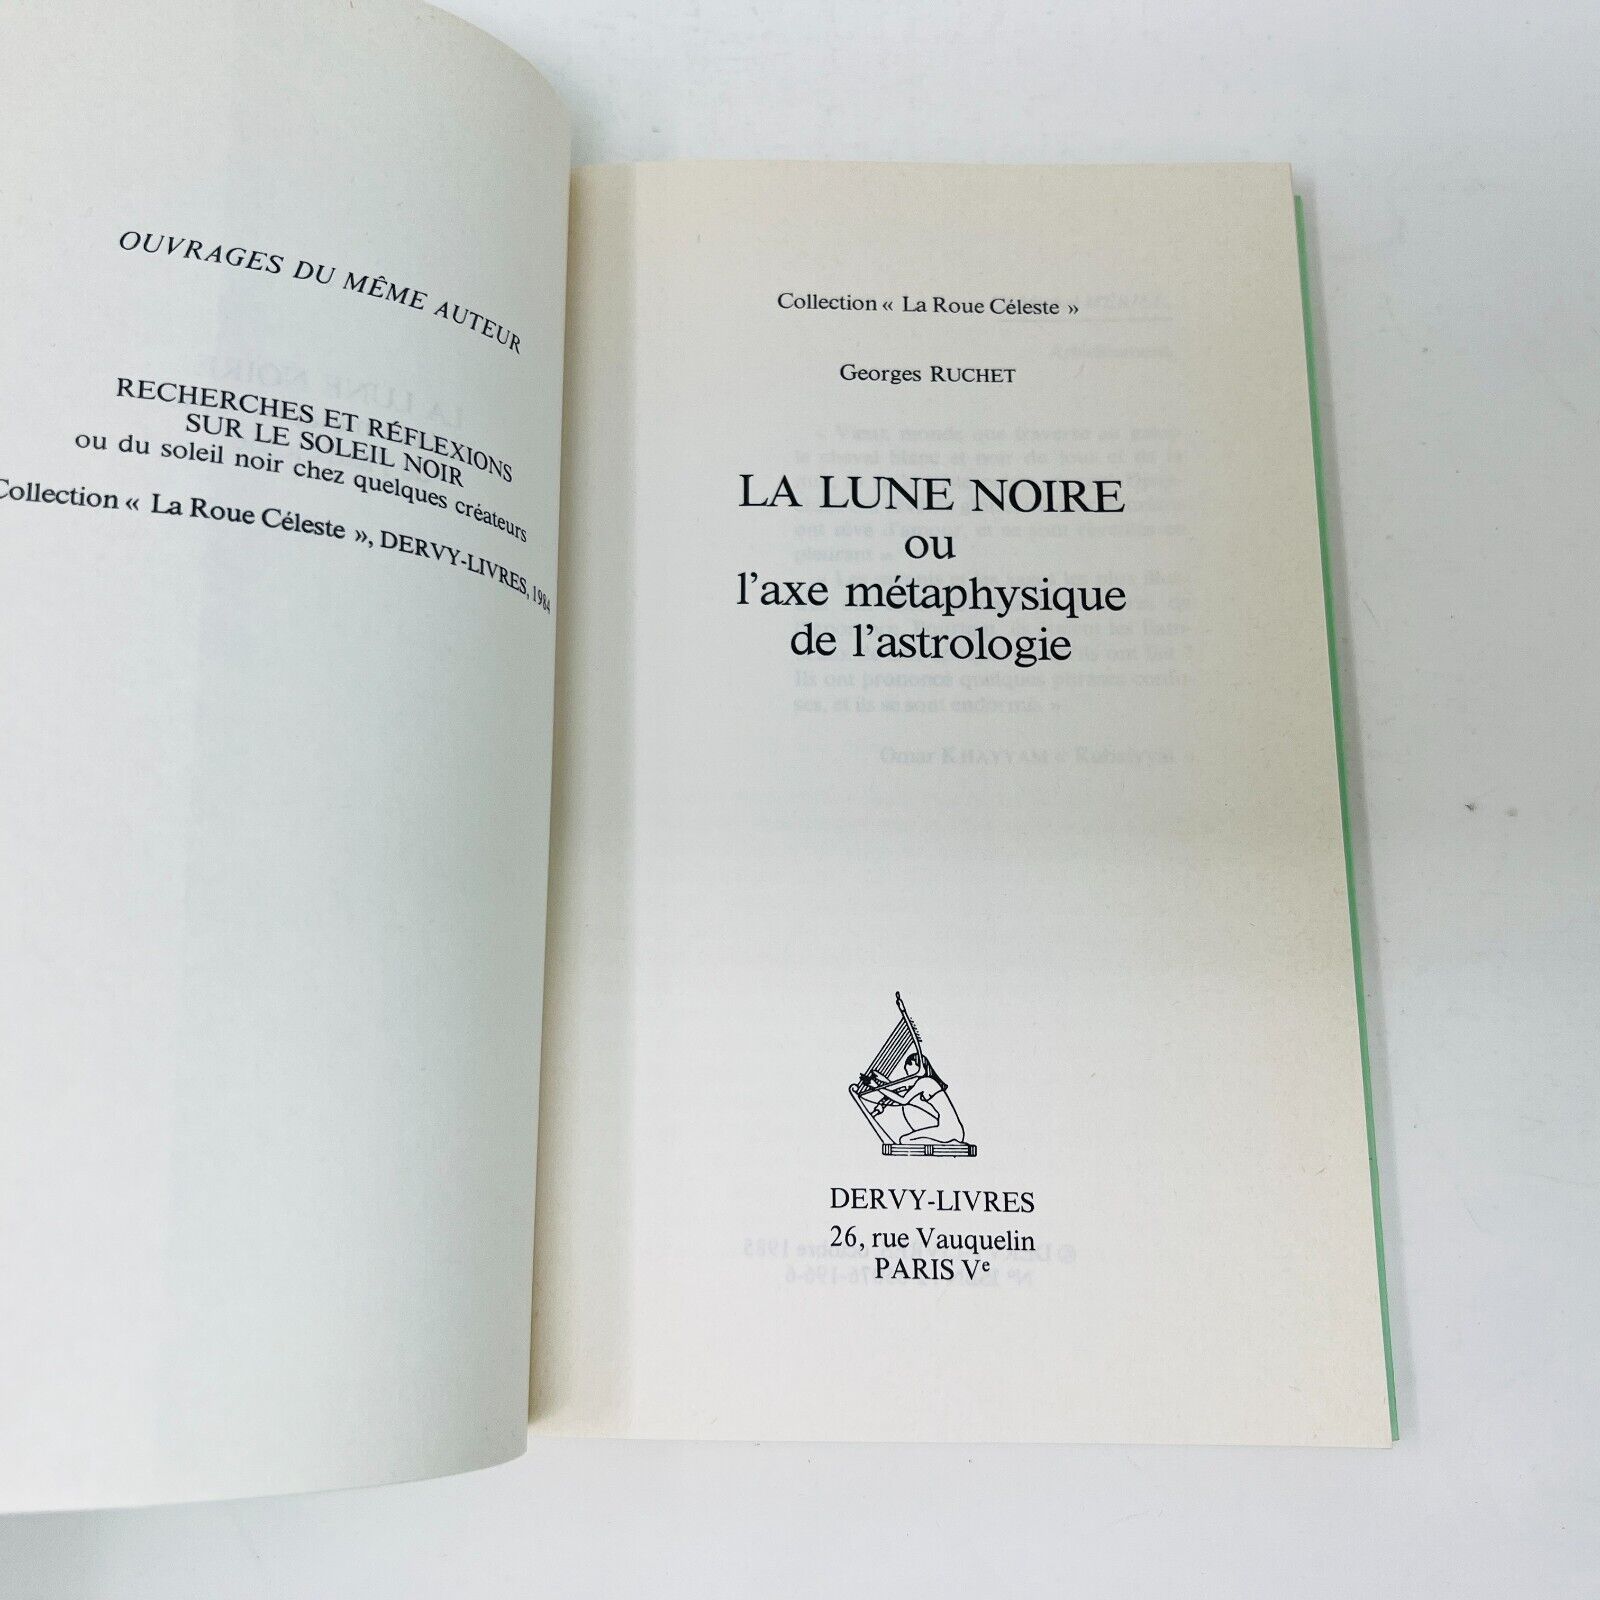 OUVRAGES DU MÊME AUTEUR
RECHERCHES ET RÉFLEXIONS
SUR LE SOLEIL NOIR
ou du soleil noir chez quelques créateurs
Collection « La Roue Céleste », DERVY-LIVRES, 1984
Collection « La Roue Céleste »
Georges RUCHET
LA LUNE NOIRE
ou
l'axe métaphysique
de l'astrologie
DERVY-LIVRES
26, rue Vauquelin
PARIS Ve